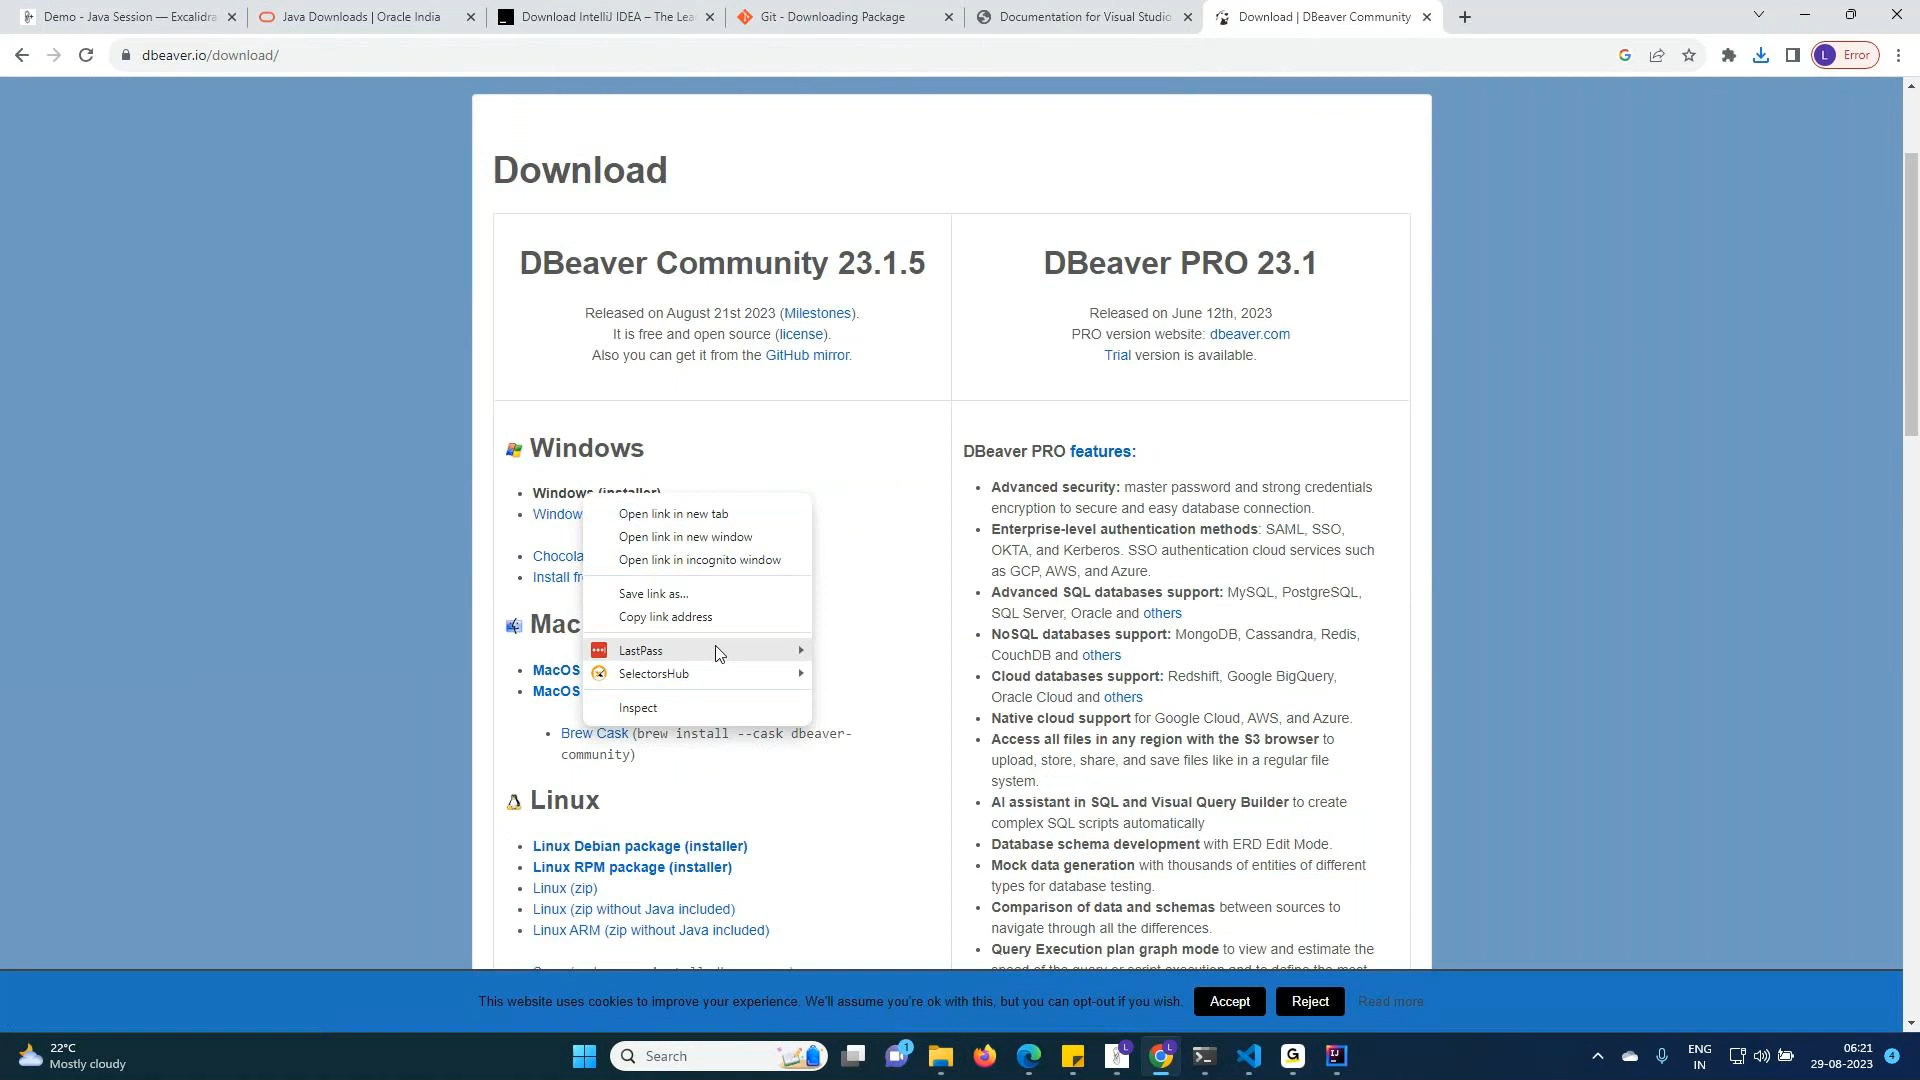 Demo - Java Session — Excalidra
Java Downloads | Oracle India
Download IntelliJ IDEA – The Lea
Git - Downloading Package
Documentation for Visual Studio
Download | DBeaver Community
dbeaver.io/download/
L Error
Download
DBeaver Community 23.1.5
Released on August 21st 2023 (Milestones).
It is free and open source (license).
Also you can get it from the GitHub mirror.
DBeaver PRO 23.1
Released on June 12th, 2023
PRO version website: dbeaver.com
Trial version is available.
Windows
Windows (installer)
Window
Chocola
Install fr
Open link in new tab
Open link in new window
Open link in incognito window
Save link as...
Copy link address
LastPass
SelectorsHub
Inspect
Mac
MacOS
MacOS
Brew Cask (brew install --cask dbeaver-
community)
Linux
Linux Debian package (installer)
Linux RPM package (installer)
Linux (zip)
Linux (zip without Java included)
Linux ARM (zip without Java included)
DBeaver PRO features:
Advanced security: master password and strong credentials
encryption to secure and easy database connection.
Enterprise-level authentication methods: SAML, SSO,
OKTA, and Kerberos. SSO authentication cloud services such
as GCP, AWS, and Azure.
Advanced SQL databases support: MySQL, PostgreSQL,
SQL Server, Oracle and others
NoSQL databases support: MongoDB, Cassandra, Redis,
CouchDB and others
Cloud databases support: Redshift, Google BigQuery,
Oracle Cloud and others
Native cloud support for Google Cloud, AWS, and Azure.
Access all files in any region with the S3 browser to
upload, store, share, and save files like in a regular file
system.
AI assistant in SQL and Visual Query Builder to create
complex SQL scripts automatically
Database schema development with ERD Edit Mode.
Mock data generation with thousands of entities of different
types for database testing.
Comparison of data and schemas between sources to
navigate through all the differences.
Query Execution plan graph mode to view and estimate the
This website uses cookies to improve your experience. We'll assume you're ok with this, but you can opt-out if you wish. Accept Reject Read more
22°C
Mostly cloudy
Search
1
ENG
IN
06:21
29-08-2023
4